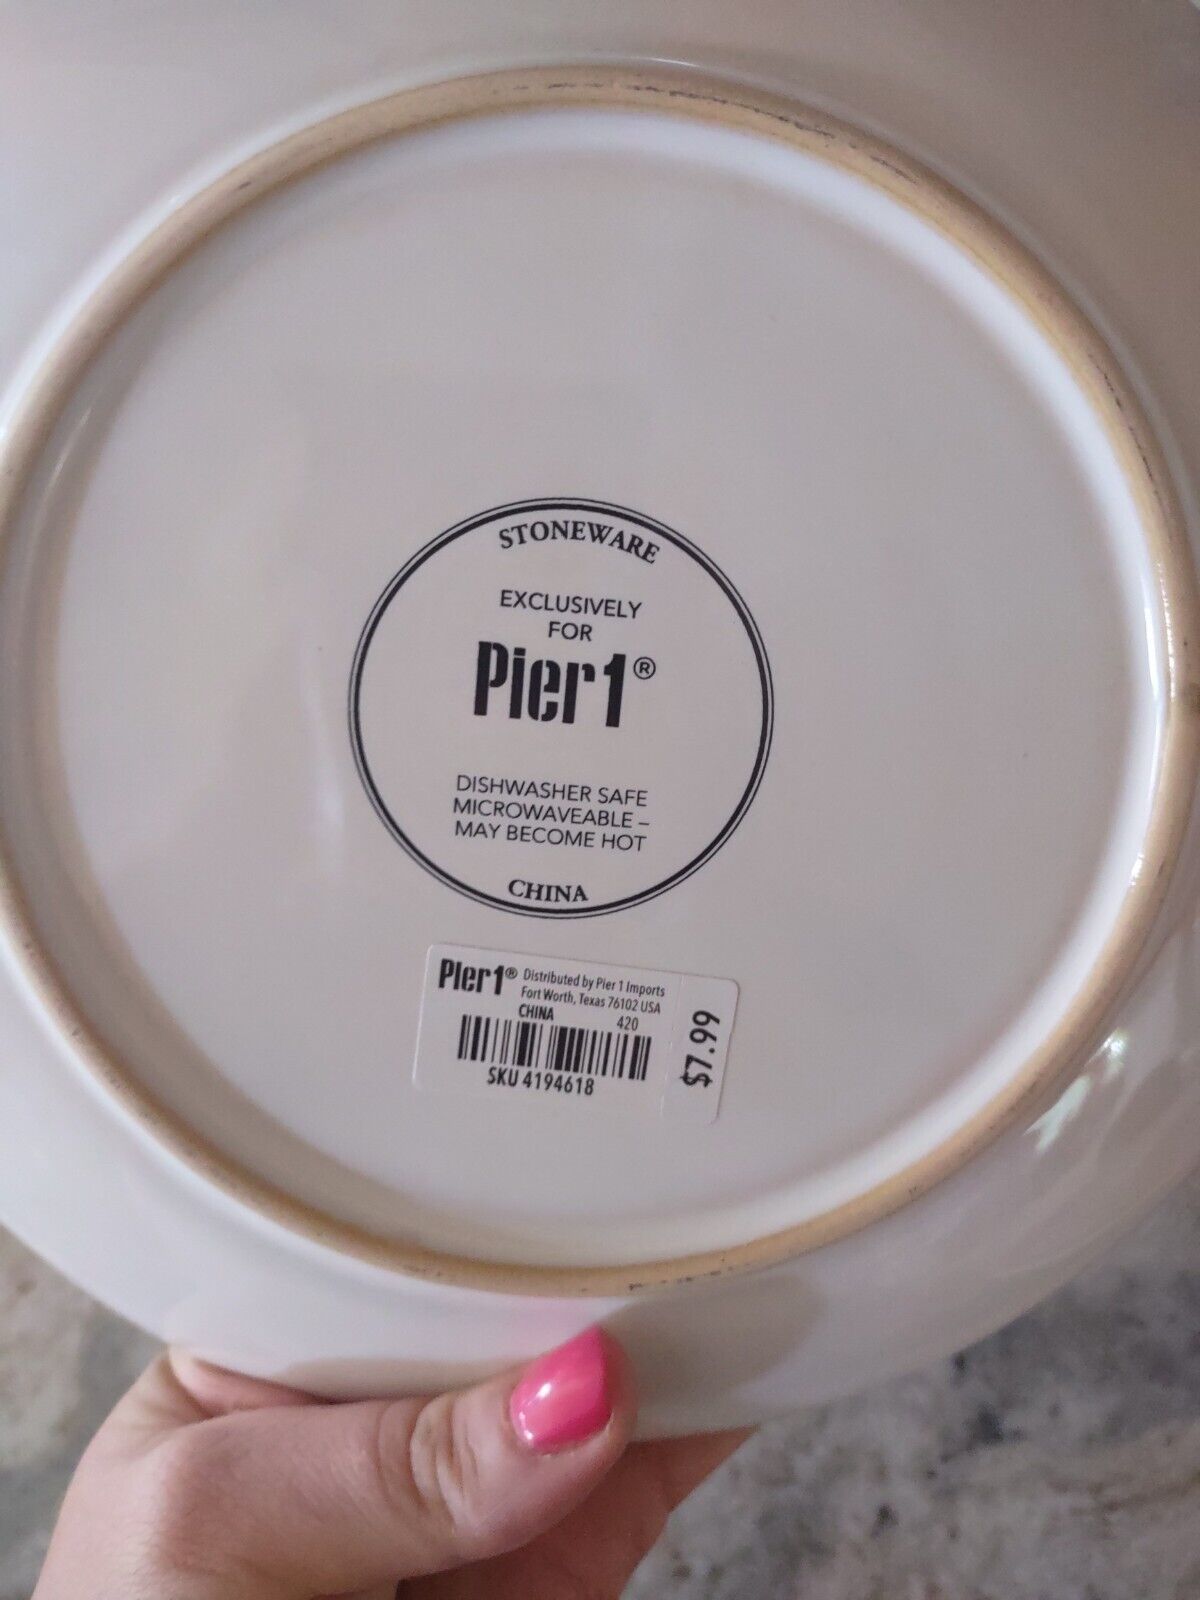 STONEWARE
EXCLUSIVELY
FOR
Pier1®
DISHWASHER SAFE
MICROWAVEABLE –
MAY BECOME HOT
CHINA
Pier1® Distributed by Pier 1 Imports
Fort Worth, Texas 76102 USA
CHINA 420
SKU 4194618
$7.99